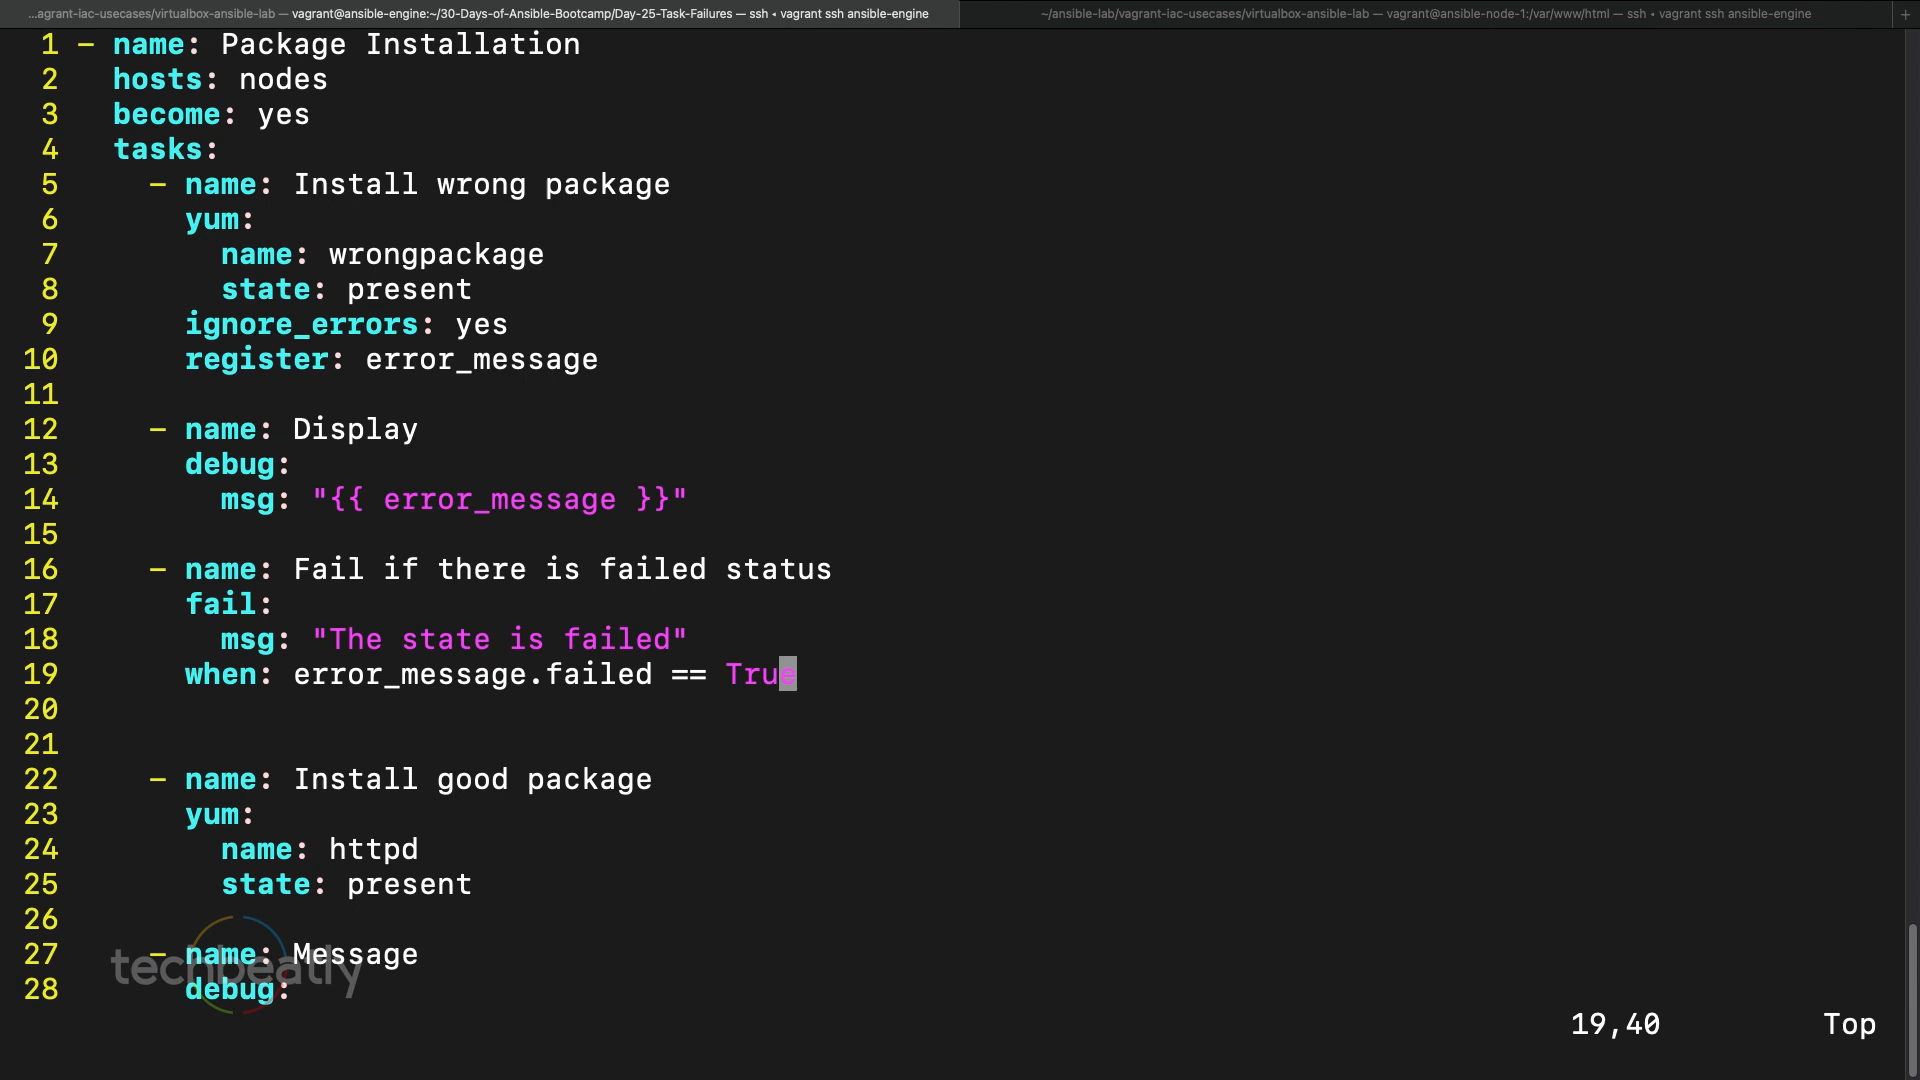 ...agrant-iac-usecases/virtualbox-ansible-lab — vagrant@ansible-engine:~/30-Days-of-Ansible-Bootcamp/Day-25-Task-Failures — ssh ◂ vagrant ssh ansible-engine
~/ansible-lab/vagrant-iac-usecases/virtualbox-ansible-lab — vagrant@ansible-node-1:/var/www/html — ssh ◂ vagrant ssh ansible-engine +
1 - name: Package Installation
2   hosts: nodes
3   become: yes
4   tasks:
5     - name: Install wrong package
6       yum:
7         name: wrongpackage
8         state: present
9       ignore_errors: yes
10       register: error_message
11
12     - name: Display
13       debug:
14         msg: "{{ error_message }}"
15
16     - name: Fail if there is failed status
17       fail:
18         msg: "The state is failed"
19       when: error_message.failed == True
20
21
22     - name: Install good package
23       yum:
24         name: httpd
25         state: present
26
27     - name: Message
techbeatly
28       debug:
19,40 Top